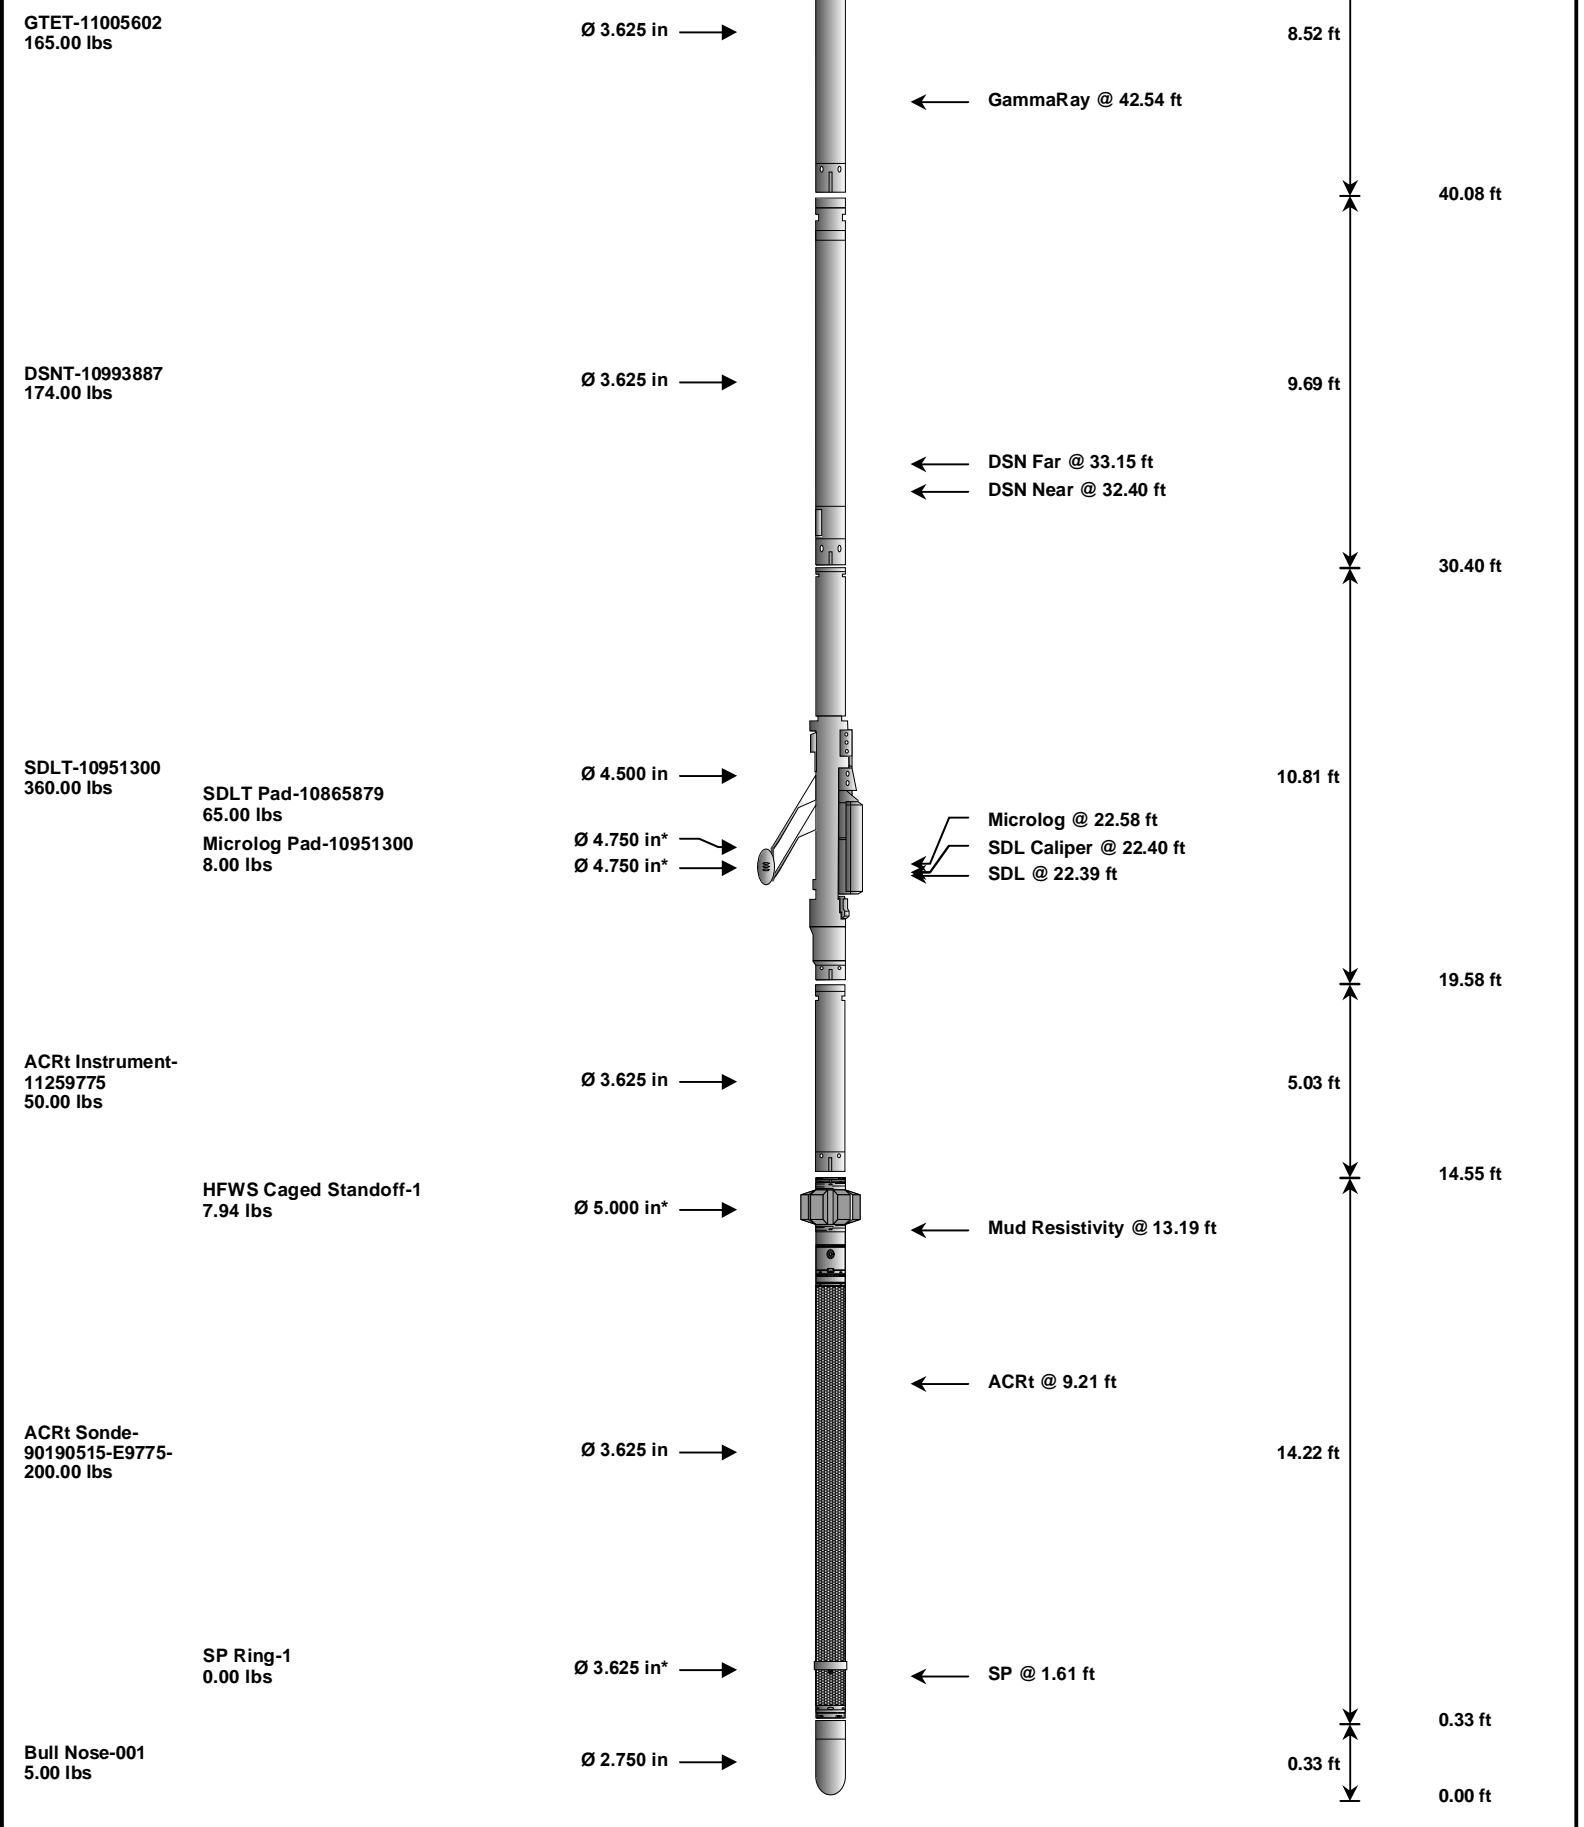 GTET-11005602
165.00 lbs
Ø 3.625 in
8.52 ft
GammaRay @ 42.54 ft
40.08 ft
DSNT-10993887
174.00 lbs
Ø 3.625 in
9.69 ft
DSN Far @ 33.15 ft
DSN Near @ 32.40 ft
30.40 ft
SDLT-10951300
360.00 lbs
Ø 4.500 in
10.81 ft
SDLT Pad-10865879
65.00 lbs
Microlog Pad-10951300
8.00 lbs
Ø 4.750 in*
Ø 4.750 in*
Microlog @ 22.58 ft
SDL Caliper @ 22.40 ft
SDL @ 22.39 ft
19.58 ft
ACRt Instrument-
11259775
50.00 lbs
Ø 3.625 in
5.03 ft
14.55 ft
HFWS Caged Standoff-1
7.94 lbs
Ø 5.000 in*
Mud Resistivity @ 13.19 ft
ACRt @ 9.21 ft
ACRt Sonde-
90190515-E9775-
200.00 lbs
Ø 3.625 in
14.22 ft
SP Ring-1
0.00 lbs
Ø 3.625 in*
SP @ 1.61 ft
0.33 ft
Bull Nose-001
5.00 lbs
Ø 2.750 in
0.33 ft
0.00 ft